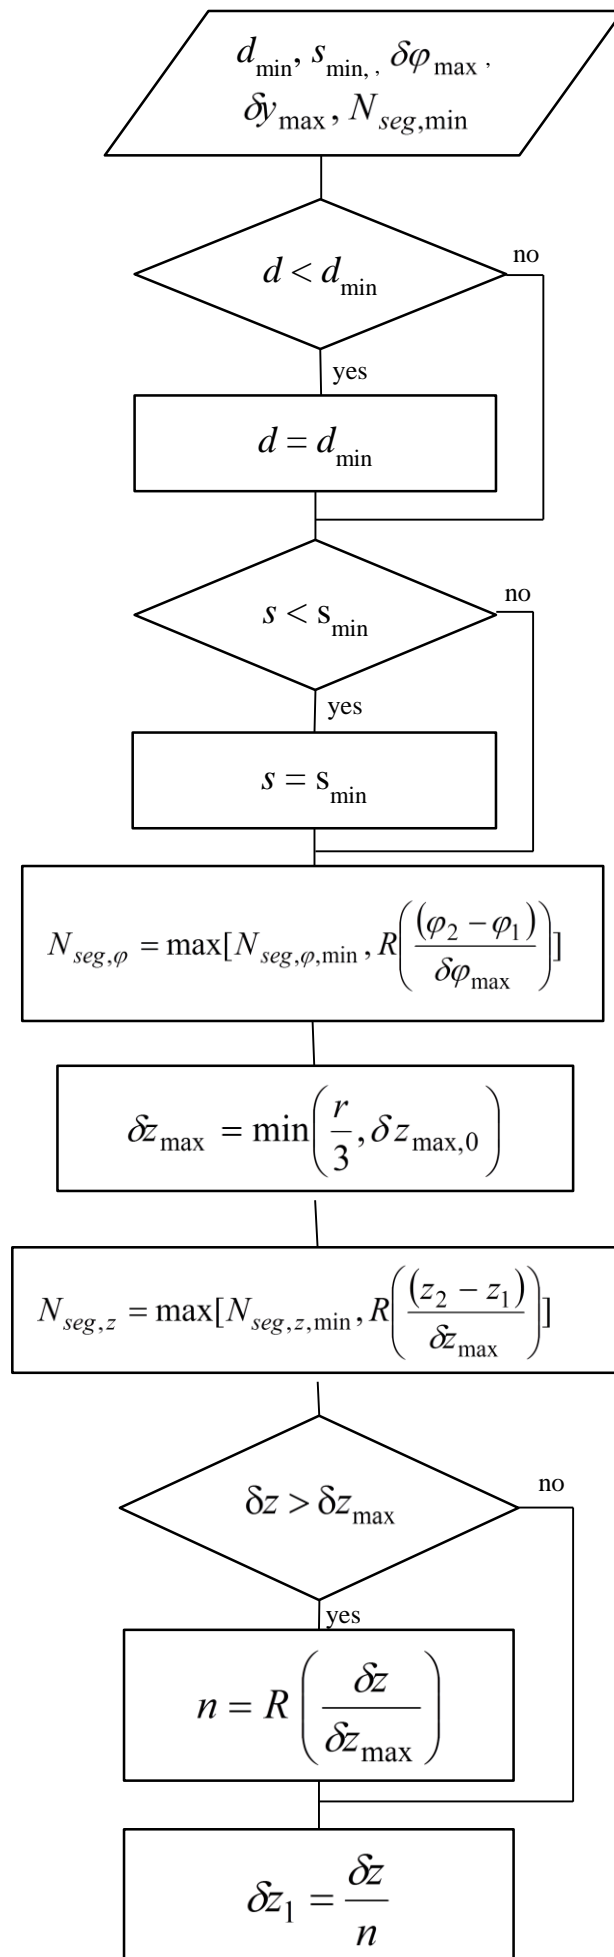 d_min, s_min, , δφ_max ,
δy_max, N_seg,min
d < d_min
no
yes
d = d_min
s < s_min
no
yes
s = s_min
N_seg,φ = max[N_seg,φ,min, R((φ_2 − φ_1)/δφ_max)]
δz_max = min(r/3, δz_max,0)
N_seg,z = max[N_seg,z,min, R((z_2 − z_1)/δz_max)]
δz > δz_max
no
yes
n = R(δz/δz_max)
δz_1 = δz/n